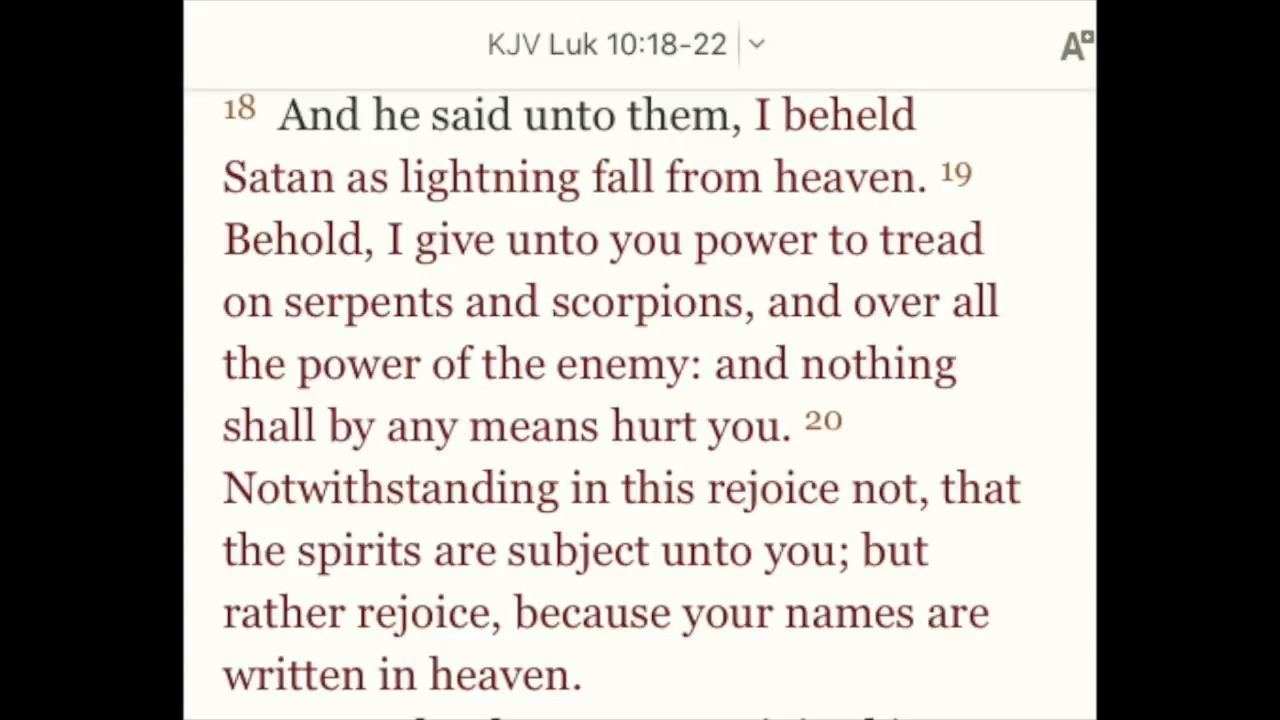 KJV Luk 10:18-22
18 And he said unto them, I beheld
Satan as lightning fall from heaven. 19
Behold, I give unto you power to tread
on serpents and scorpions, and over all
the power of the enemy: and nothing
shall by any means hurt you. 20
Notwithstanding in this rejoice not, that
the spirits are subject unto you; but
rather rejoice, because your names are
written in heaven.